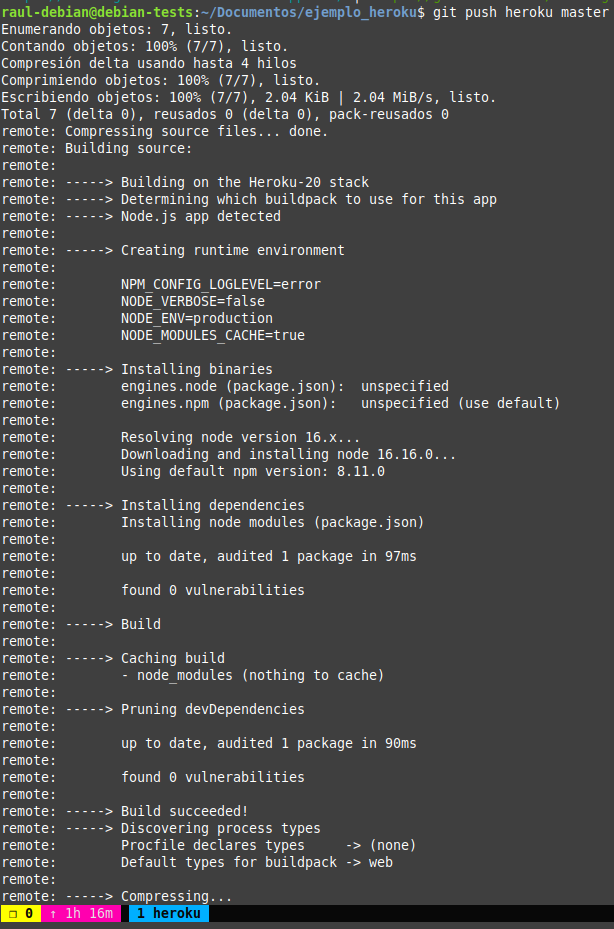 raul-debian@debian-tests:~/Documentos/ejemplo_heroku$ git push heroku master
Enumerando objetos: 7, listo.
Contando objetos: 100% (7/7), listo.
Compresión delta usando hasta 4 hilos
Comprimiendo objetos: 100% (7/7), listo.
Escribiendo objetos: 100% (7/7), 2.04 KiB | 2.04 MiB/s, listo.
Total 7 (delta 0), reusados 0 (delta 0), pack-reusados 0
remote: Compressing source files... done.
remote: Building source:
remote:
remote: -----> Building on the Heroku-20 stack
remote: -----> Determining which buildpack to use for this app
remote: -----> Node.js app detected
remote:
remote: -----> Creating runtime environment
remote:
remote:        NPM_CONFIG_LOGLEVEL=error
remote:        NODE_VERBOSE=false
remote:        NODE_ENV=production
remote:        NODE_MODULES_CACHE=true
remote:
remote: -----> Installing binaries
remote:        engines.node (package.json):  unspecified
remote:        engines.npm (package.json):   unspecified (use default)
remote:
remote:        Resolving node version 16.x...
remote:        Downloading and installing node 16.16.0...
remote:        Using default npm version: 8.11.0
remote:
remote: -----> Installing dependencies
remote:        Installing node modules (package.json)
remote:
remote:        up to date, audited 1 package in 97ms
remote:
remote:        found 0 vulnerabilities
remote:
remote: -----> Build
remote:
remote: -----> Caching build
remote:        - node_modules (nothing to cache)
remote:
remote: -----> Pruning devDependencies
remote:
remote:        up to date, audited 1 package in 90ms
remote:
remote:        found 0 vulnerabilities
remote:
remote: -----> Build succeeded!
remote: -----> Discovering process types
remote:        Procfile declares types     -> (none)
remote:        Default types for buildpack -> web
remote:
remote: -----> Compressing...
❐ 0 ↑ 1h 16m 1 heroku